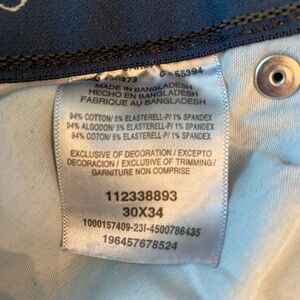 MADE IN BANGLADESH
HECHO EN BANGLADESH
FABRIQUE AU BANGLADESH
94% COTTON/ 5% ELASTERELL-P/ 1% SPANDEX
94% ALGODON/ 5% ELASTERELL-P/ 1% SPANDEX
94% COTON/ 5% ELASTERELL-P/ 1% SPANDEX
EXCLUSIVE OF DECORATION / EXCEPTO
DECORACION / EXCLUSIVE OF TRIMMING/
GARNITURE NON COMPRISE
112338893
30X34
1000157409-23I-4500786435
196457678524